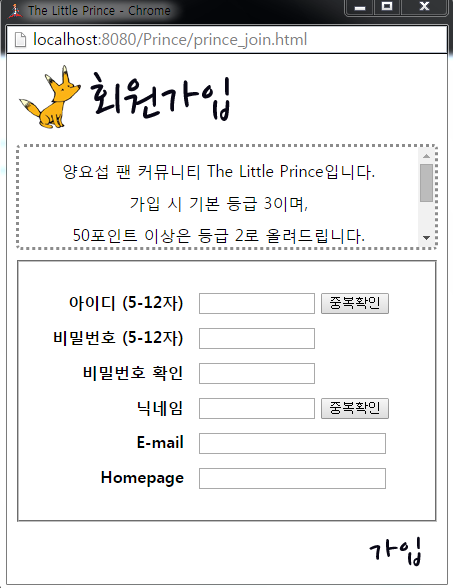 The Little Prince - Chrome
localhost:8080/Prince/prince_join.html
회원가입
양요섭 팬 커뮤니티 The Little Prince입니다.
가입 시 기본 등급 3이며,
50포인트 이상은 등급 2로 올려드립니다.
아이디 (5-12자) 중복확인
비밀번호 (5-12자)
비밀번호 확인
닉네임 중복확인
E-mail
Homepage
가입